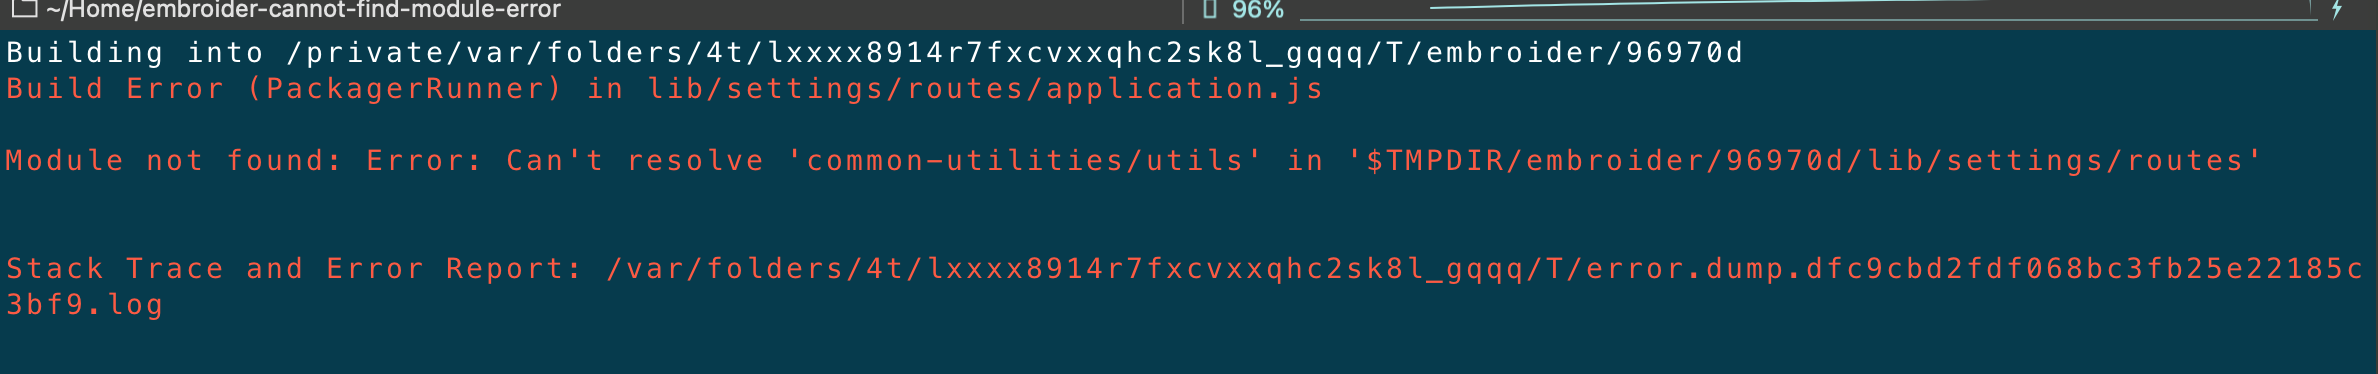 ~/Home/embroider-cannot-find-module-error
96%
Building into /private/var/folders/4t/lxxxx8914r7fxcvxxqhc2sk8l_gqqq/T/embroider/96970d
Build Error (PackagerRunner) in lib/settings/routes/application.js
Module not found: Error: Can't resolve 'common-utilities/utils' in '$TMPDIR/embroider/96970d/lib/settings/routes'
Stack Trace and Error Report: /var/folders/4t/lxxxx8914r7fxcvxxqhc2sk8l_gqqq/T/error.dump.dfc9cbd2fdf068bc3fb25e22185c
3bf9.log